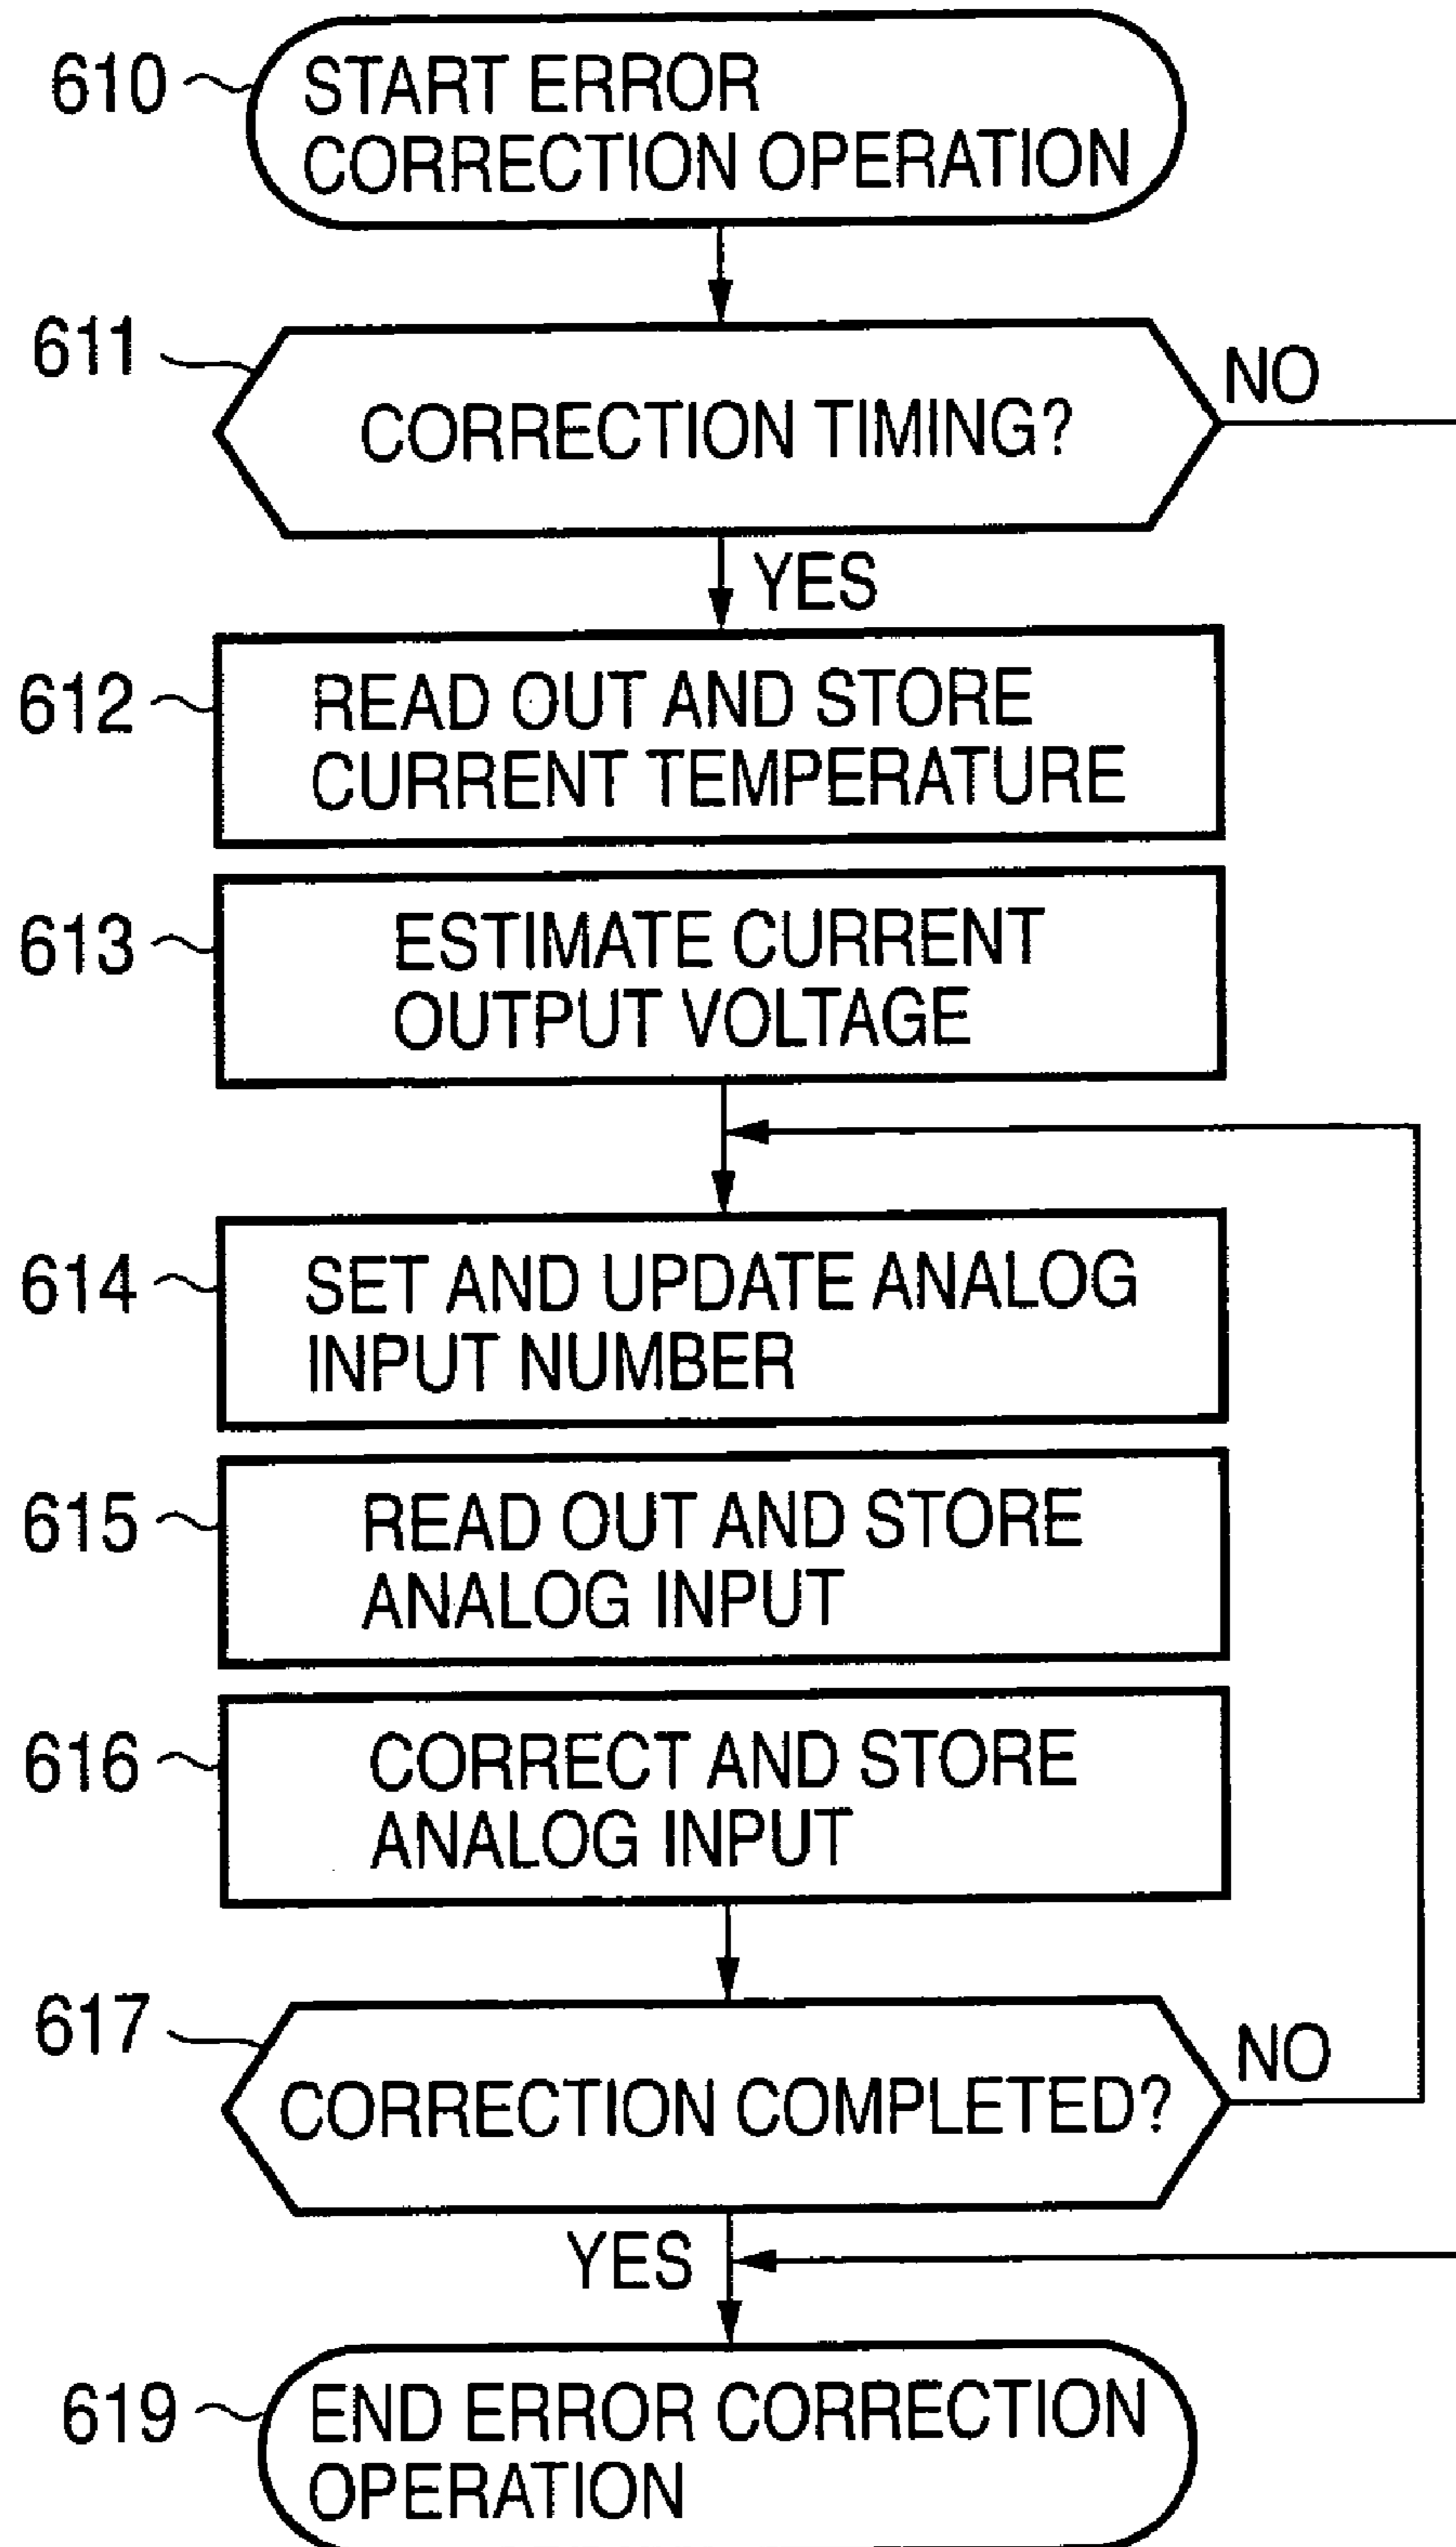 610
START ERROR
CORRECTION OPERATION
611
CORRECTION TIMING?
NO
YES
612
READ OUT AND STORE
CURRENT TEMPERATURE
613
ESTIMATE CURRENT
OUTPUT VOLTAGE
614
SET AND UPDATE ANALOG
INPUT NUMBER
615
READ OUT AND STORE
ANALOG INPUT
616
CORRECT AND STORE
ANALOG INPUT
617
CORRECTION COMPLETED?
NO
YES
619
END ERROR CORRECTION
OPERATION